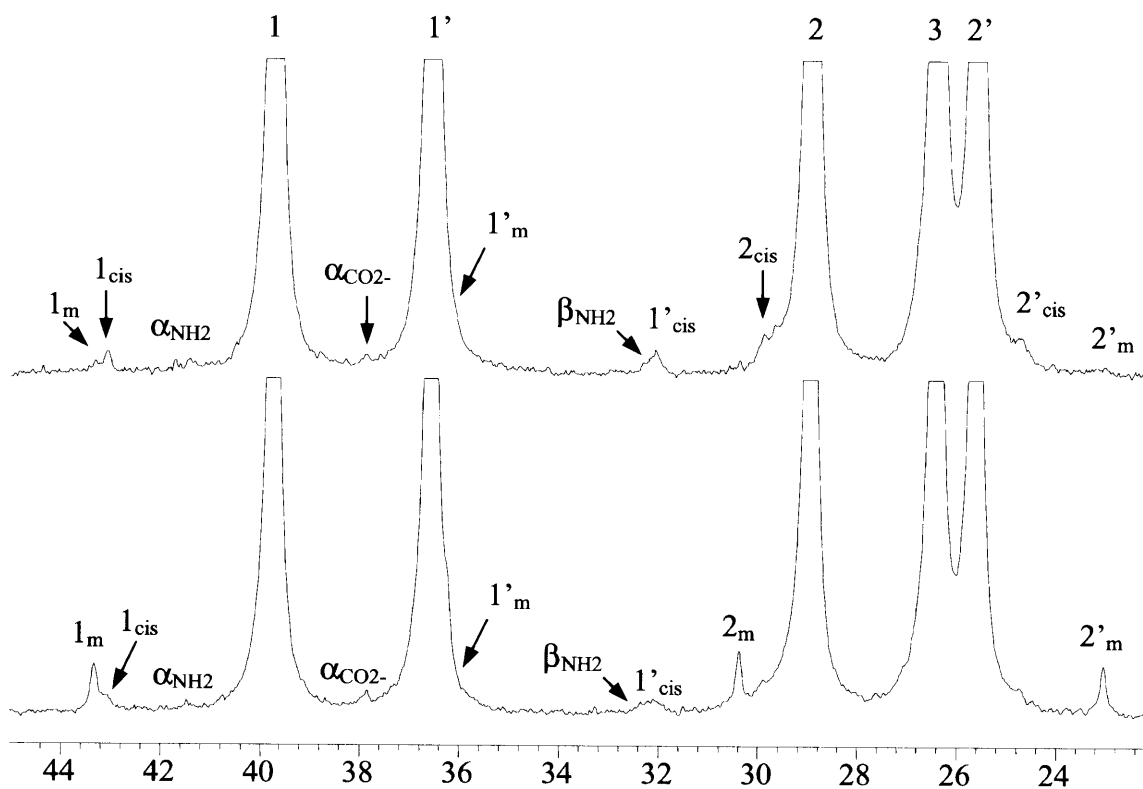 1 1' 2 3 2'
1'm
1cis αCO2- 2cis
1m αNH2 βNH2 1'cis 2'cis
2'm
1'm
1m 1cis 2m 2'm
αNH2 αCO2- βNH2 1'cis
44 42 40 38 36 34 32 30 28 26 24 22